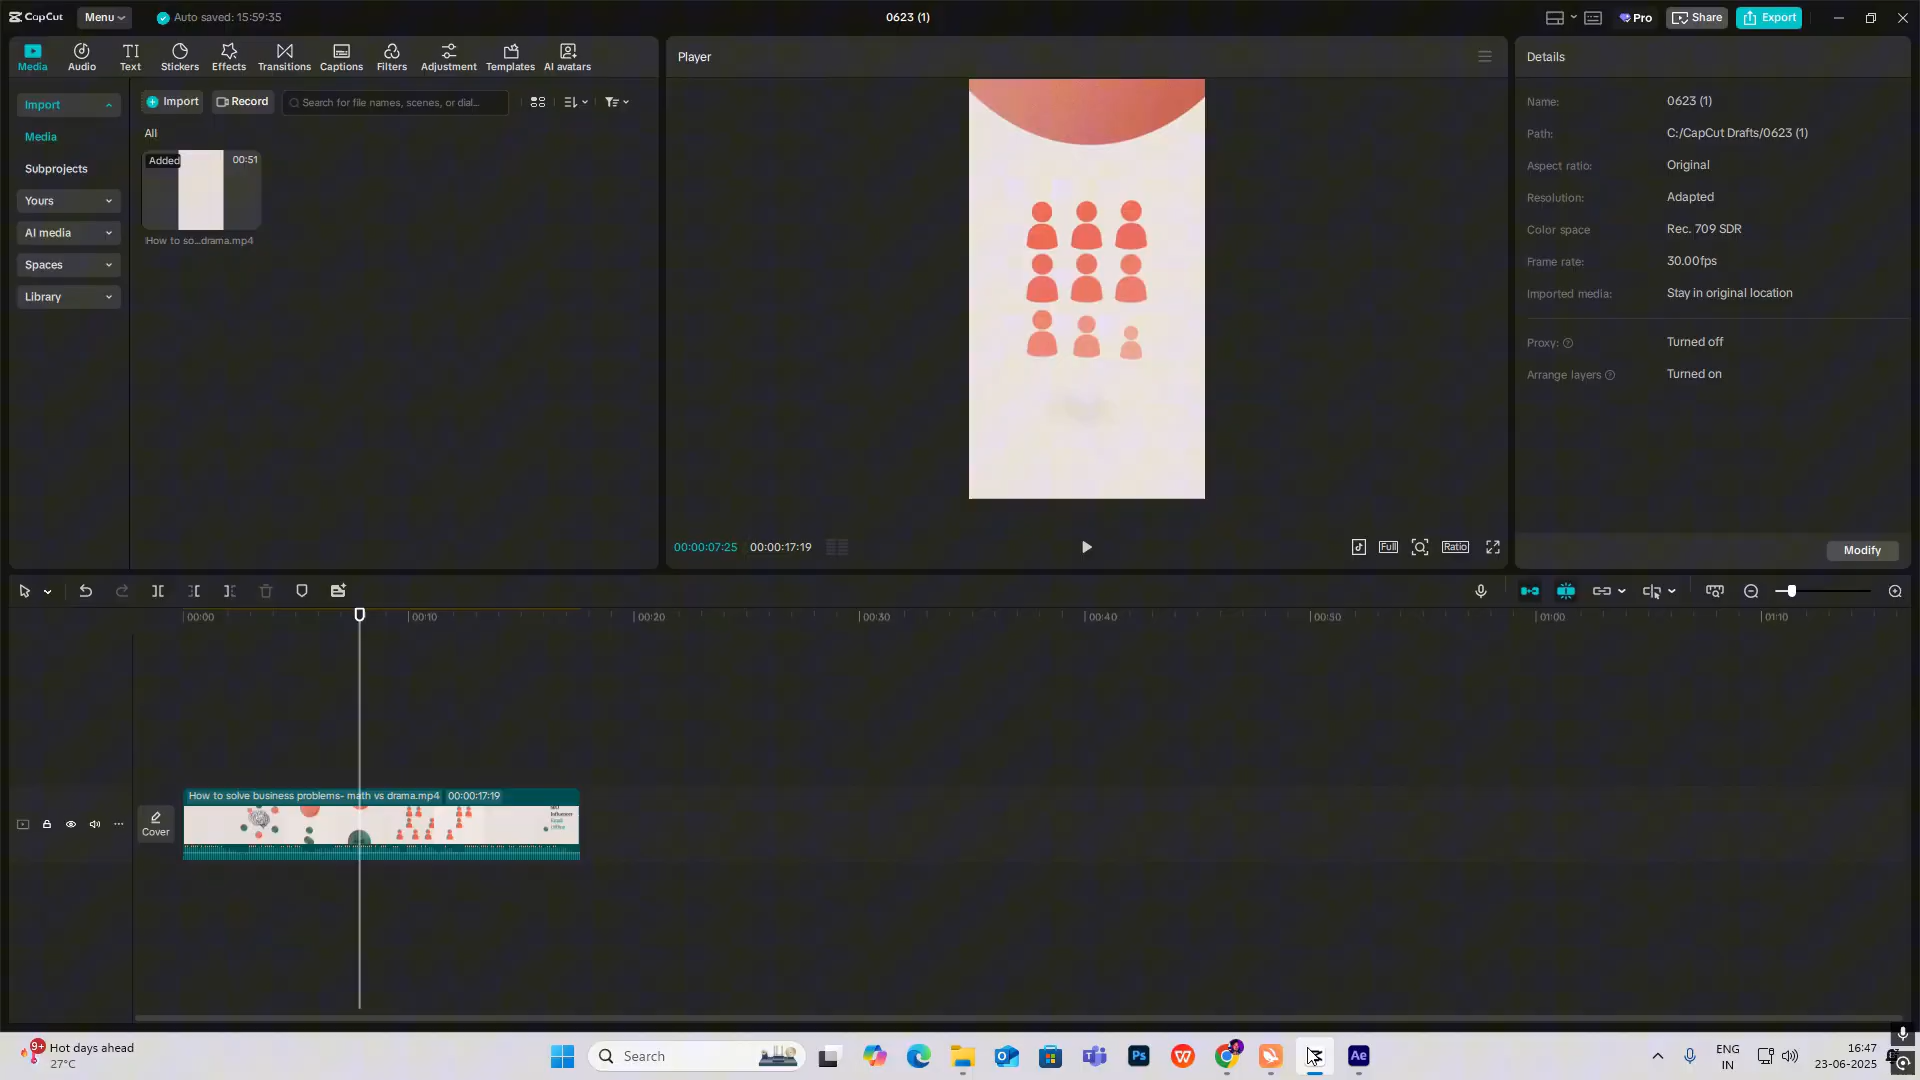 CapCut
Menu
Auto saved: 15:59:35
0623 (1)
Pro
Share
Export
Media
Audio
Text
Stickers
Effects
Transitions
Captions
Filters
Adjustment
Templates
AI avatars
Player
Details
Import
Import
Record
Search for file names, scenes, or dial...
Media
All
Subprojects
Added
00:51
Yours
AI media
How to so...drama.mp4
Spaces
Library
Name:
0623 (1)
Path:
C:/CapCut Drafts/0623 (1)
Aspect ratio:
Original
Resolution:
Adapted
Color space
Rec. 709 SDR
Frame rate:
30.00fps
Imported media:
Stay in original location
Proxy:
Turned off
Arrange layers
Turned on
00:00:07:25
00:00:17:19
Full
Ratio
Modify
00:00
00:10
00:20
00:30
00:40
00:50
01:00
01:10
How to solve business problems- math vs drama.mp4
00:00:17:19
Influencer
Cover
9+
Hot days ahead
27°C
Search
Ps
W
Ae
ENG
IN
16:47
23-06-2025